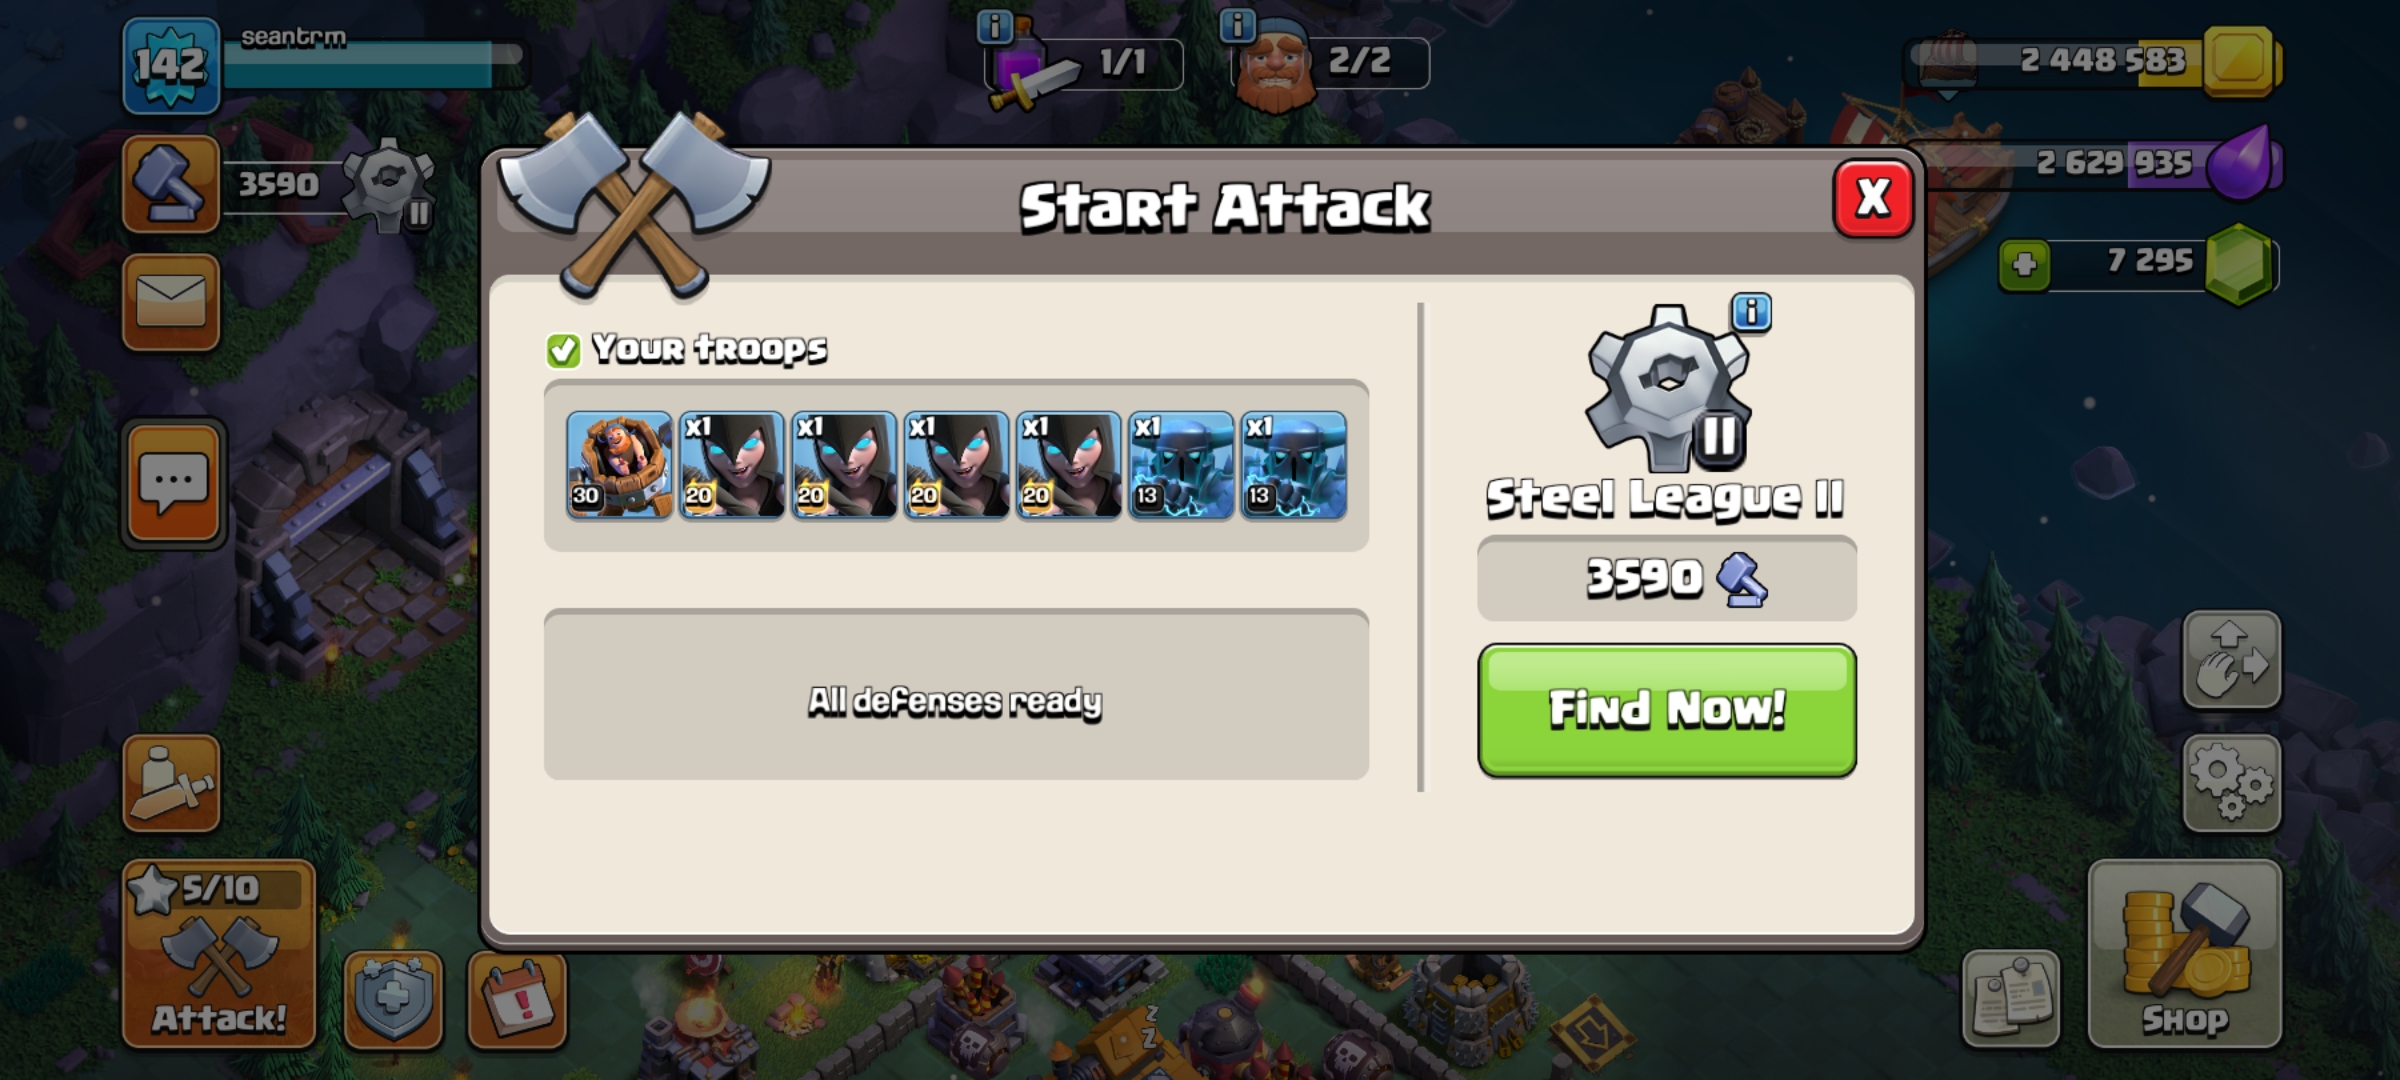 142
seantrm
1/1
2/2
2 448 583
3590
II
2 629 935
7 295
Start Attack
X
Your troops
30
x1
20
x1
20
x1
20
x1
20
x1
13
x1
13
All defenses ready
i
II
Steel League II
3590
Find Now!
5/10
Attack!
Shop
i
i
z
z